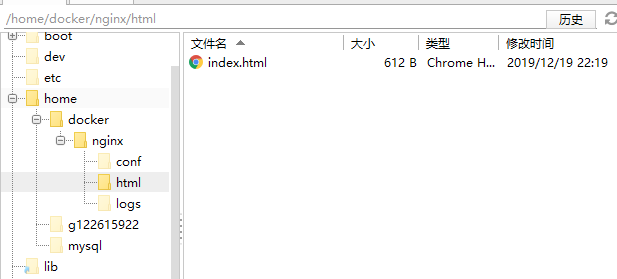 /home/docker/nginx/html 历史
boot
dev
etc
home
docker
nginx
conf
html
logs
g122615922
mysql
lib
文件名 大小 类型 修改时间
index.html 612 B Chrome H... 2019/12/19 22:19